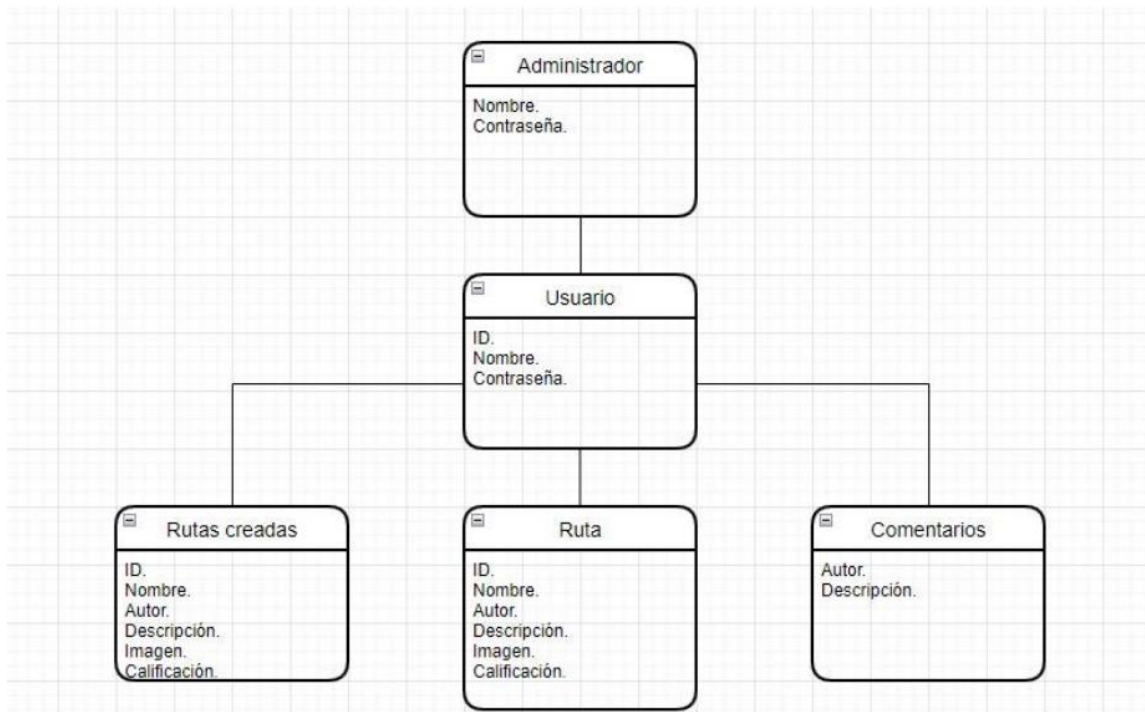 Administrador
Nombre.
Contraseña.
Usuario
ID.
Nombre.
Contraseña.
Rutas creadas
ID.
Nombre.
Autor.
Descripción.
Imagen.
Calificación.
Ruta
ID.
Nombre.
Autor.
Descripción.
Imagen.
Calificación.
Comentarios
Autor.
Descripción.